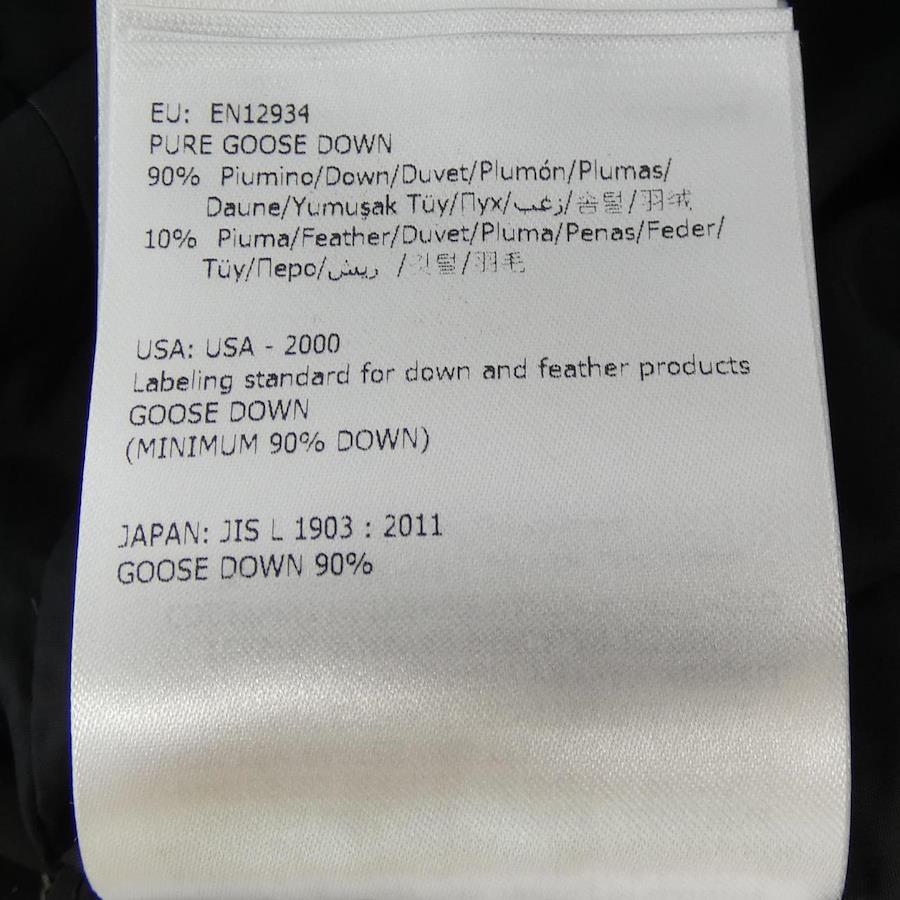 EU: EN12934
PURE GOOSE DOWN
90% Piumino/Down/Duvet/Plumón/Plumas/
Daune/Yumuşak Tüy/Пух/زغب/솜털/羽绒
10% Piuma/Feather/Duvet/Pluma/Penas/Feder/
Tüy/Перо/ريش /깃털/羽毛
USA: USA - 2000
Labeling standard for down and feather products
GOOSE DOWN
(MINIMUM 90% DOWN)
JAPAN: JIS L 1903 : 2011
GOOSE DOWN 90%